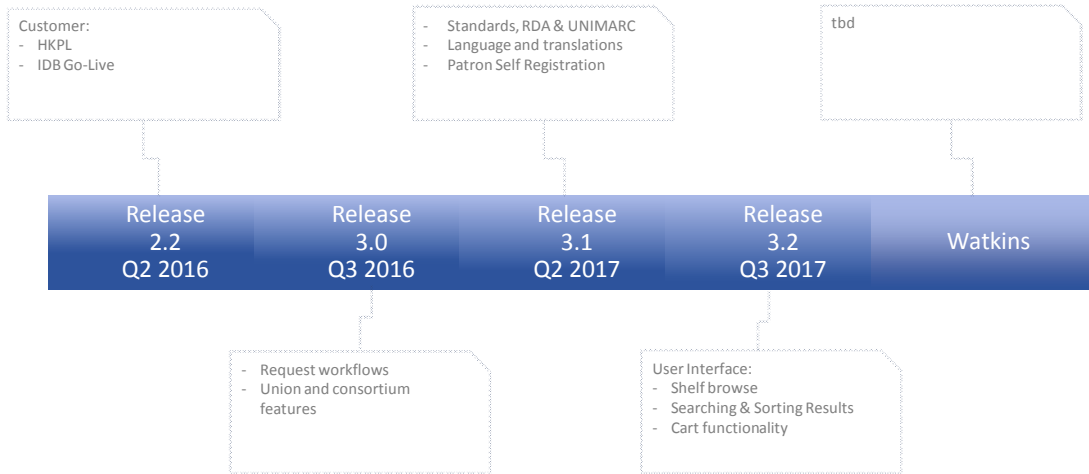 Customer:
- HKPL
- IDB Go-Live
- Standards, RDA & UNIMARC
- Language and translations
- Patron Self Registration
tbd
Release
2.2
Q2 2016
Release
3.0
Q3 2016
Release
3.1
Q2 2017
Release
3.2
Q3 2017
Watkins
- Request workflows
- Union and consortium
features
User Interface:
- Shelf browse
- Searching & Sorting Results
- Cart functionality